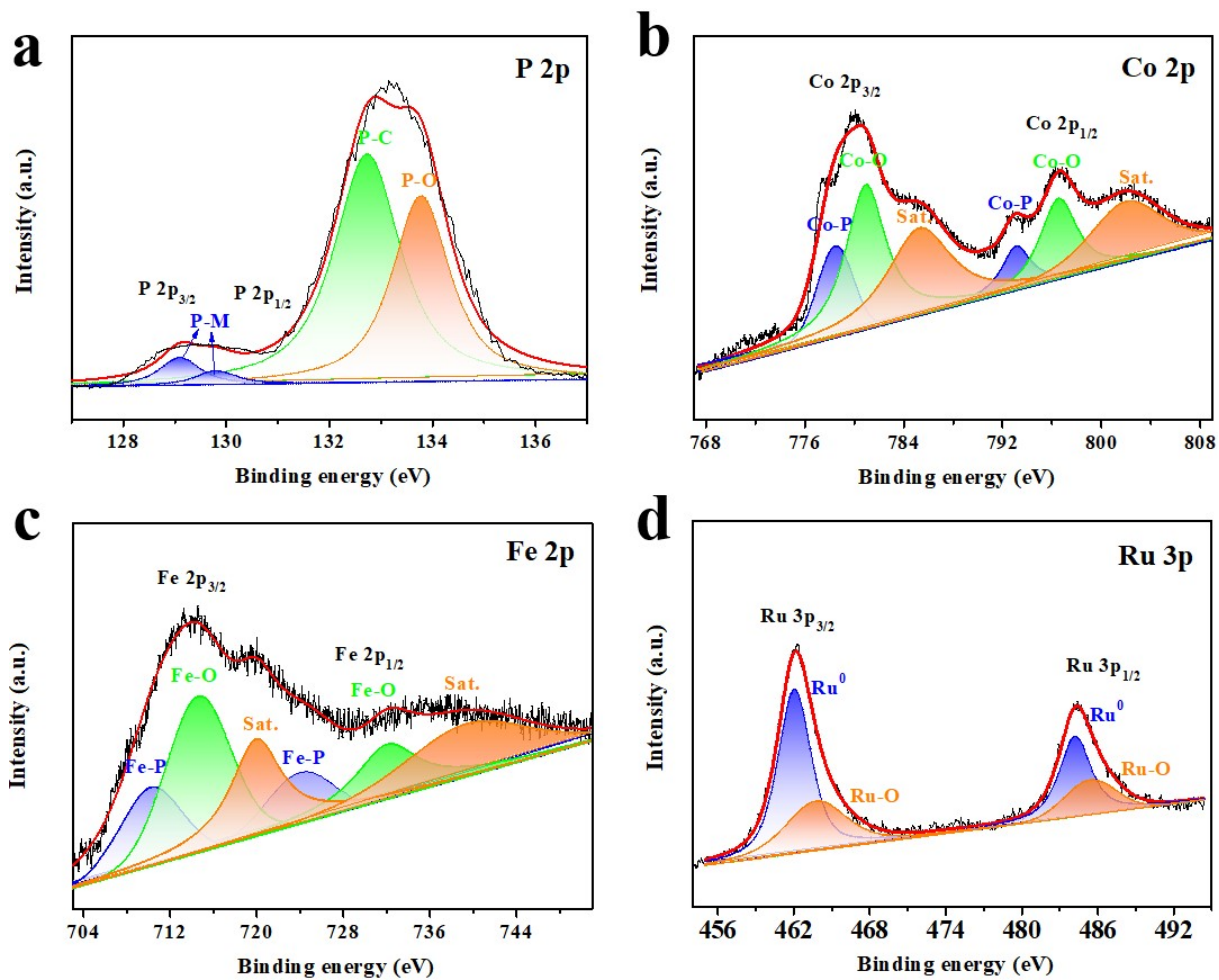 a
P 2p
P-C
P-O
P 2p3/2
P 2p1/2
P-M
Intensity (a.u.)
128 130 132 134 136
Binding energy (eV)
b
Co 2p
Co 2p3/2
Co 2p1/2
Co-O
Co-O
Sat.
Co-P
Co-P
Sat.
Intensity (a.u.)
768 776 784 792 800 808
Binding energy (eV)
c
Fe 2p
Fe 2p3/2
Fe 2p1/2
Fe-O
Fe-O
Sat.
Sat.
Fe-P
Fe-P
Intensity (a.u.)
704 712 720 728 736 744
Binding energy (eV)
d
Ru 3p
Ru 3p3/2
Ru 3p1/2
Ru0
Ru0
Ru-O
Ru-O
Intensity (a.u.)
456 462 468 474 480 486 492
Binding energy (eV)